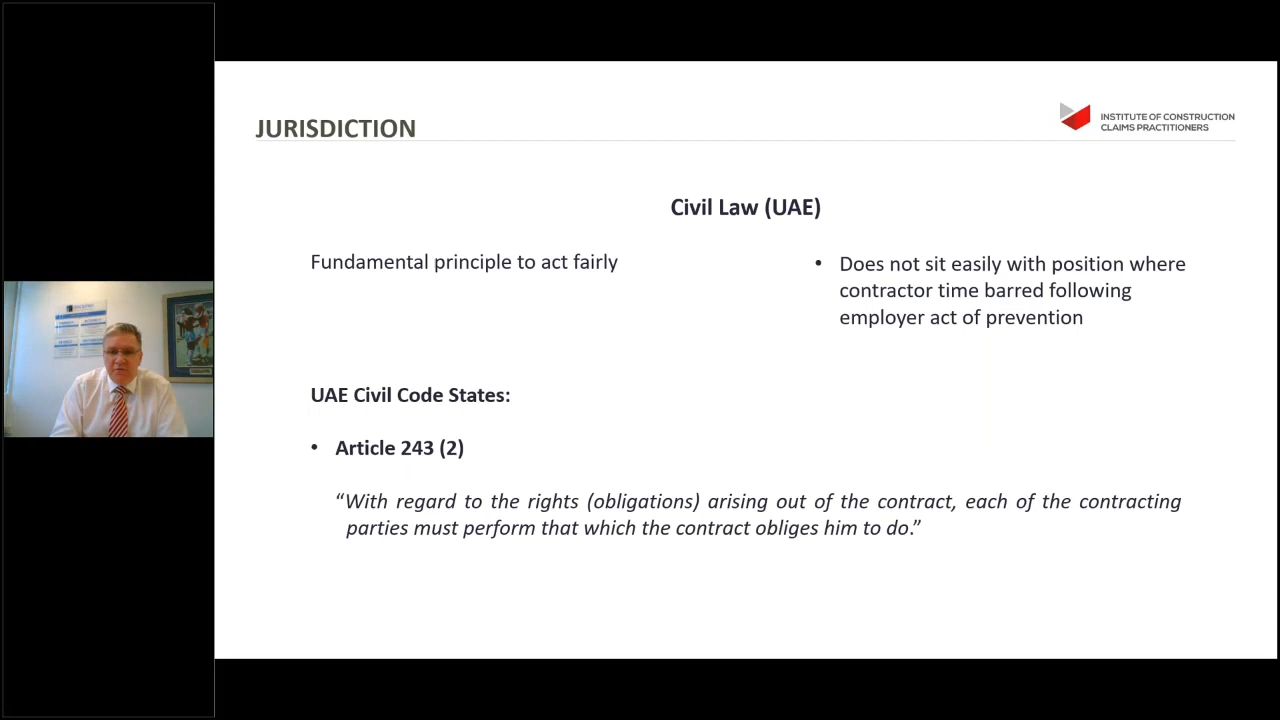 JURISDICTION
INSTITUTE OF CONSTRUCTION
CLAIMS PRACTITIONERS
Civil Law (UAE)
Fundamental principle to act fairly
• Does not sit easily with position where
contractor time barred following
employer act of prevention
UAE Civil Code States:
• Article 243 (2)
“With regard to the rights (obligations) arising out of the contract, each of the contracting
parties must perform that which the contract obliges him to do.”